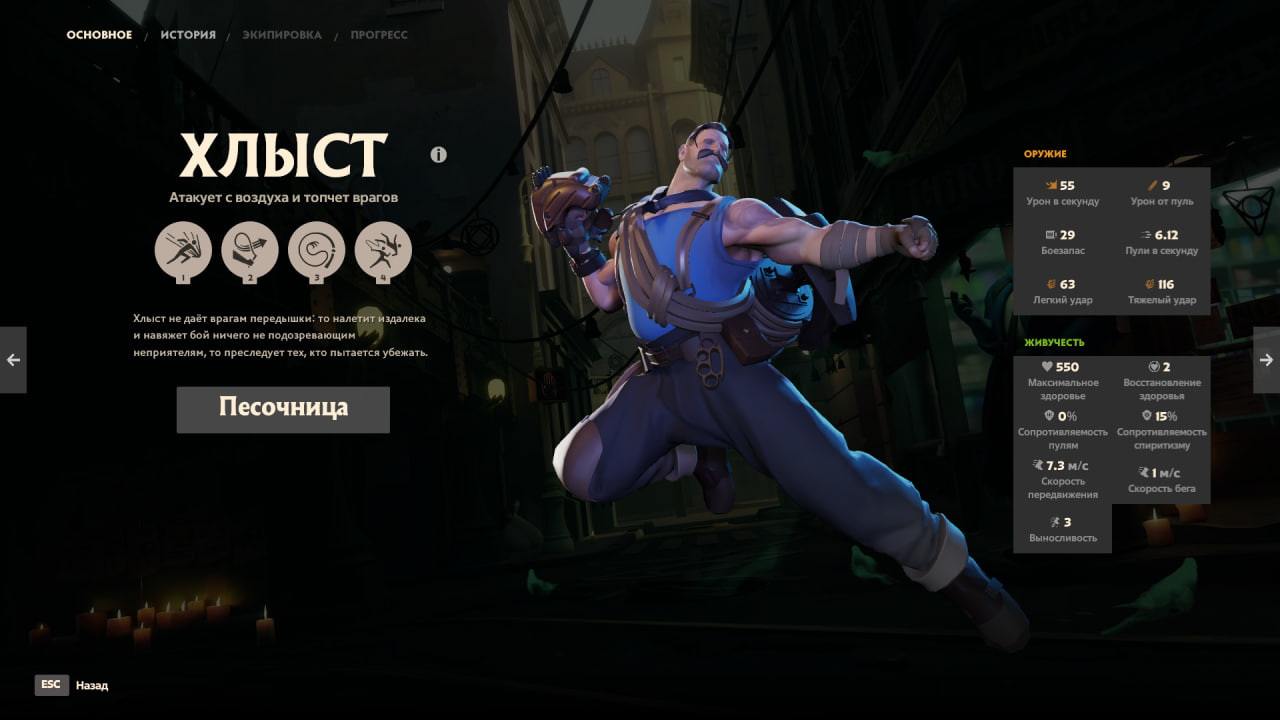 ОСНОВНОЕ / ИСТОРИЯ / ЭКИПИРОВКА / ПРОГРЕСС
ХЛЫСТ
Атакует с воздуха и топчет врагов
1 2 3 4
Хлыст не даёт врагам передышки: то налетит издалека
и навяжет бой ничего не подозревающим
неприятелям, то преследует тех, кто пытается убежать.
Песочница
ОРУЖИЕ
55 9
Урон в секунду Урон от пуль
29 6.12
Боезапас Пули в секунду
63 116
Легкий удар Тяжелый удар
ЖИВУЧЕСТЬ
550 2
Максимальное Восстановление
здоровье здоровья
0% 15%
Сопротивляемость Сопротивляемость
пулям спиритизму
7.3 м/с 1 м/с
Скорость Скорость бега
передвижения
3
Выносливость
ESC Назад